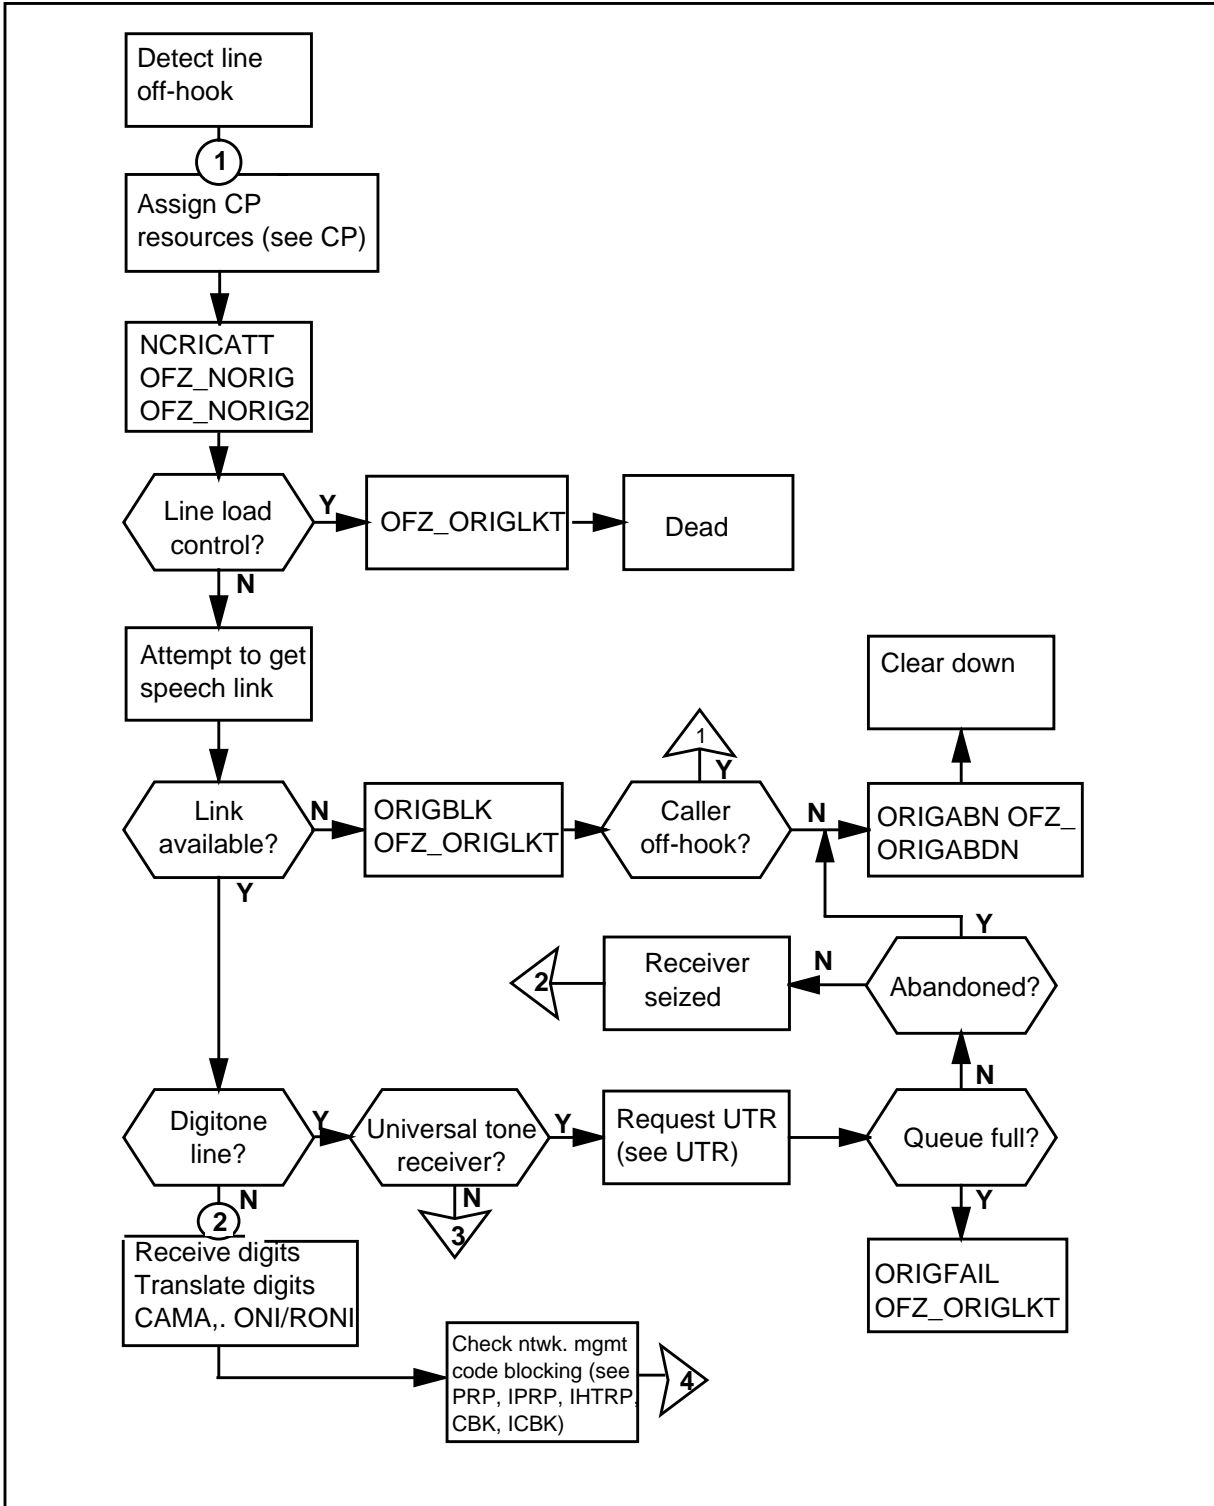 Detect line
off-hook
1
Assign CP
resources (see CP)
NCRICATT
OFZ_NORIG
OFZ_NORIG2
Line load
control?
Y
OFZ_ORIGLKT
Dead
N
Attempt to get
speech link
Clear down
1
Y
Link
available?
N
ORIGBLK
OFZ_ORIGLKT
Caller
off-hook?
N
ORIGABN OFZ_
ORIGABDN
Y
Y
Abandoned?
N
Receiver
seized
2
N
Digitone
line?
Y
Universal tone
receiver?
Y
Request UTR
(see UTR)
Queue full?
N
N
Y
2
3
Receive digits
Translate digits
CAMA,. ONI/RONI
ORIGFAIL
OFZ_ORIGLKT
Check ntwk. mgmt
code blocking (see
PRP, IPRP, IHTRP,
CBK, ICBK)
4